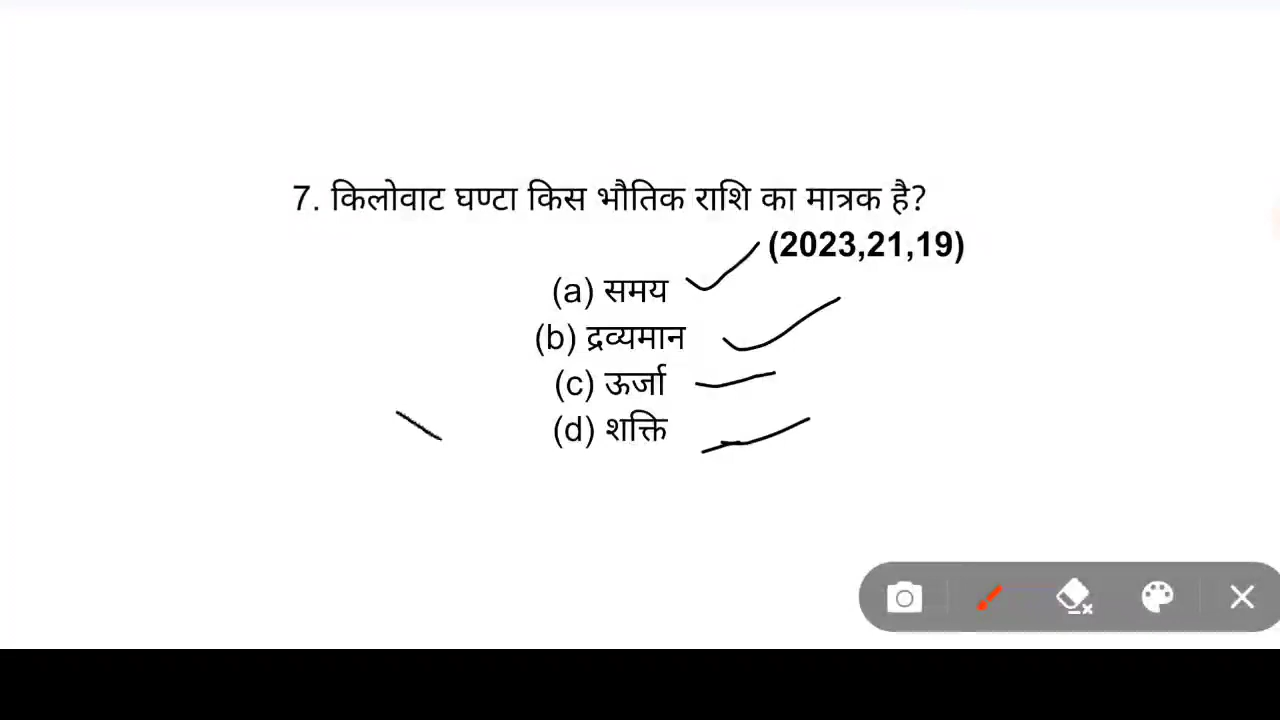 7. किलोवाट घण्टा किस भौतिक राशि का मात्रक है?
(2023,21,19)
(a) समय
(b) द्रव्यमान
(c) ऊर्जा
(d) शक्ति